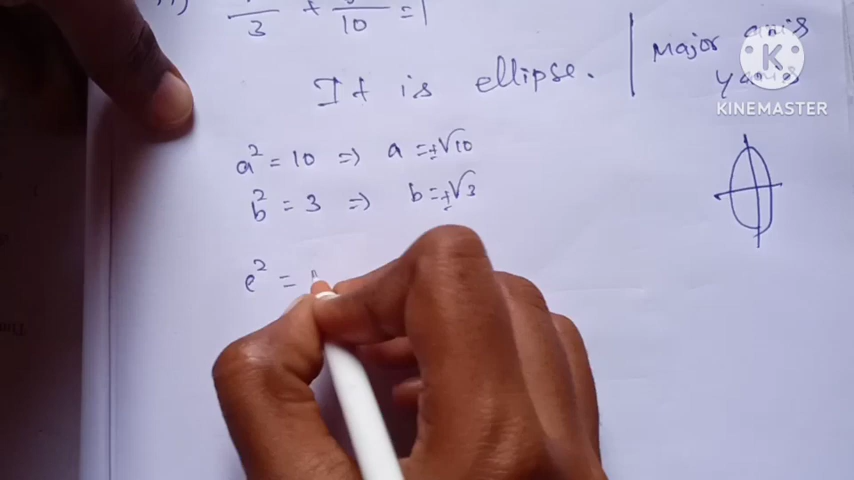 3 + 10 = 1
It is ellipse.
Major axis
y axis
a² = 10 => a = ±√10
b² = 3 => b = ±√3
e² =
K
KINEMASTER